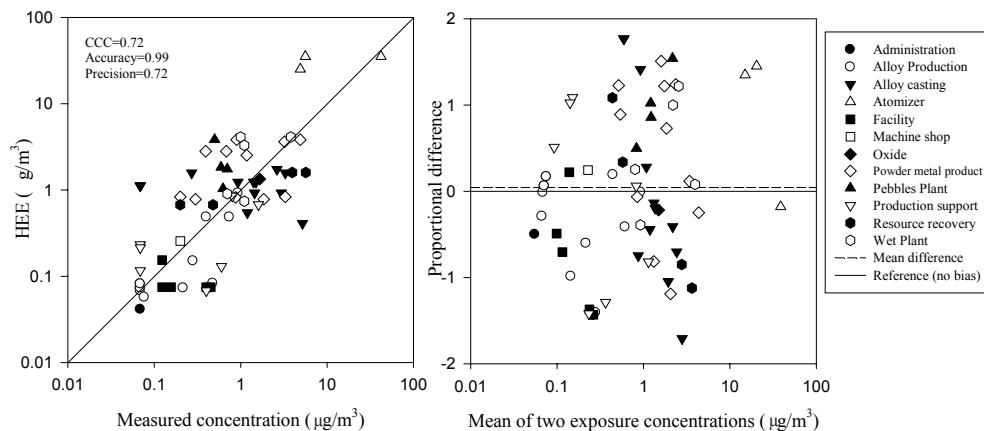 CCC=0.72
Accuracy=0.99
Precision=0.72
HEE ( g/m³)
100
10
1
0.1
0.01
0.01 0.1 1 10 100
Measured concentration (μg/m³)
Proportional difference
2
1
0
-1
-2
0.01 0.1 1 10 100
Mean of two exposure concentrations (μg/m³)
Administration
Alloy Production
Alloy casting
Atomizer
Facility
Machine shop
Oxide
Powder metal product
Pebbles Plant
Production support
Resource recovery
Wet Plant
Mean difference
Reference (no bias)